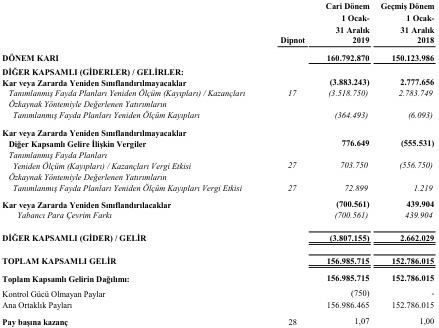 Cari Dönem Geçmiş Dönem
1 Ocak- 1 Ocak-
31 Aralık 31 Aralık
Dipnot 2019 2018
DÖNEM KARI 160.792.870 150.123.986
DİĞER KAPSAMLI (GİDERLER) / GELİRLER:
Kar veya Zararda Yeniden Sınıflandırılmayacaklar (3.883.243) 2.777.656
Tanımlanmış Fayda Planları Yeniden Ölçüm (Kayıpları) / Kazançları 17 (3.518.750) 2.783.749
Özkaynak Yöntemiyle Değerlenen Yatırımların
Tanımlanmış Fayda Planları Yeniden Ölçüm Kayıpları (364.493) (6.093)
Kar veya Zararda Yeniden Sınıflandırılmayacaklar
Diğer Kapsamlı Gelire İlişkin Vergiler 776.649 (555.531)
Tanımlanmış Fayda Planları
Yeniden Ölçüm (Kayıpları) / Kazançları Vergi Etkisi 27 703.750 (556.750)
Özkaynak Yöntemiyle Değerlenen Yatırımların
Tanımlanmış Fayda Planları Yeniden Ölçüm Kayıpları Vergi Etkisi 27 72.899 1.219
Kar veya Zararda Yeniden Sınıflandırılacaklar (700.561) 439.904
Yabancı Para Çevrim Farkı (700.561) 439.904
DİĞER KAPSAMLI (GİDER) / GELİR (3.807.155) 2.662.029
TOPLAM KAPSAMLI GELİR 156.985.715 152.786.015
Toplam Kapsamlı Gelirin Dağılımı: 156.985.715 152.786.015
Kontrol Gücü Olmayan Paylar (750) -
Ana Ortaklık Payları 156.986.465 152.786.015
Pay başına kazanç 28 1,07 1,00